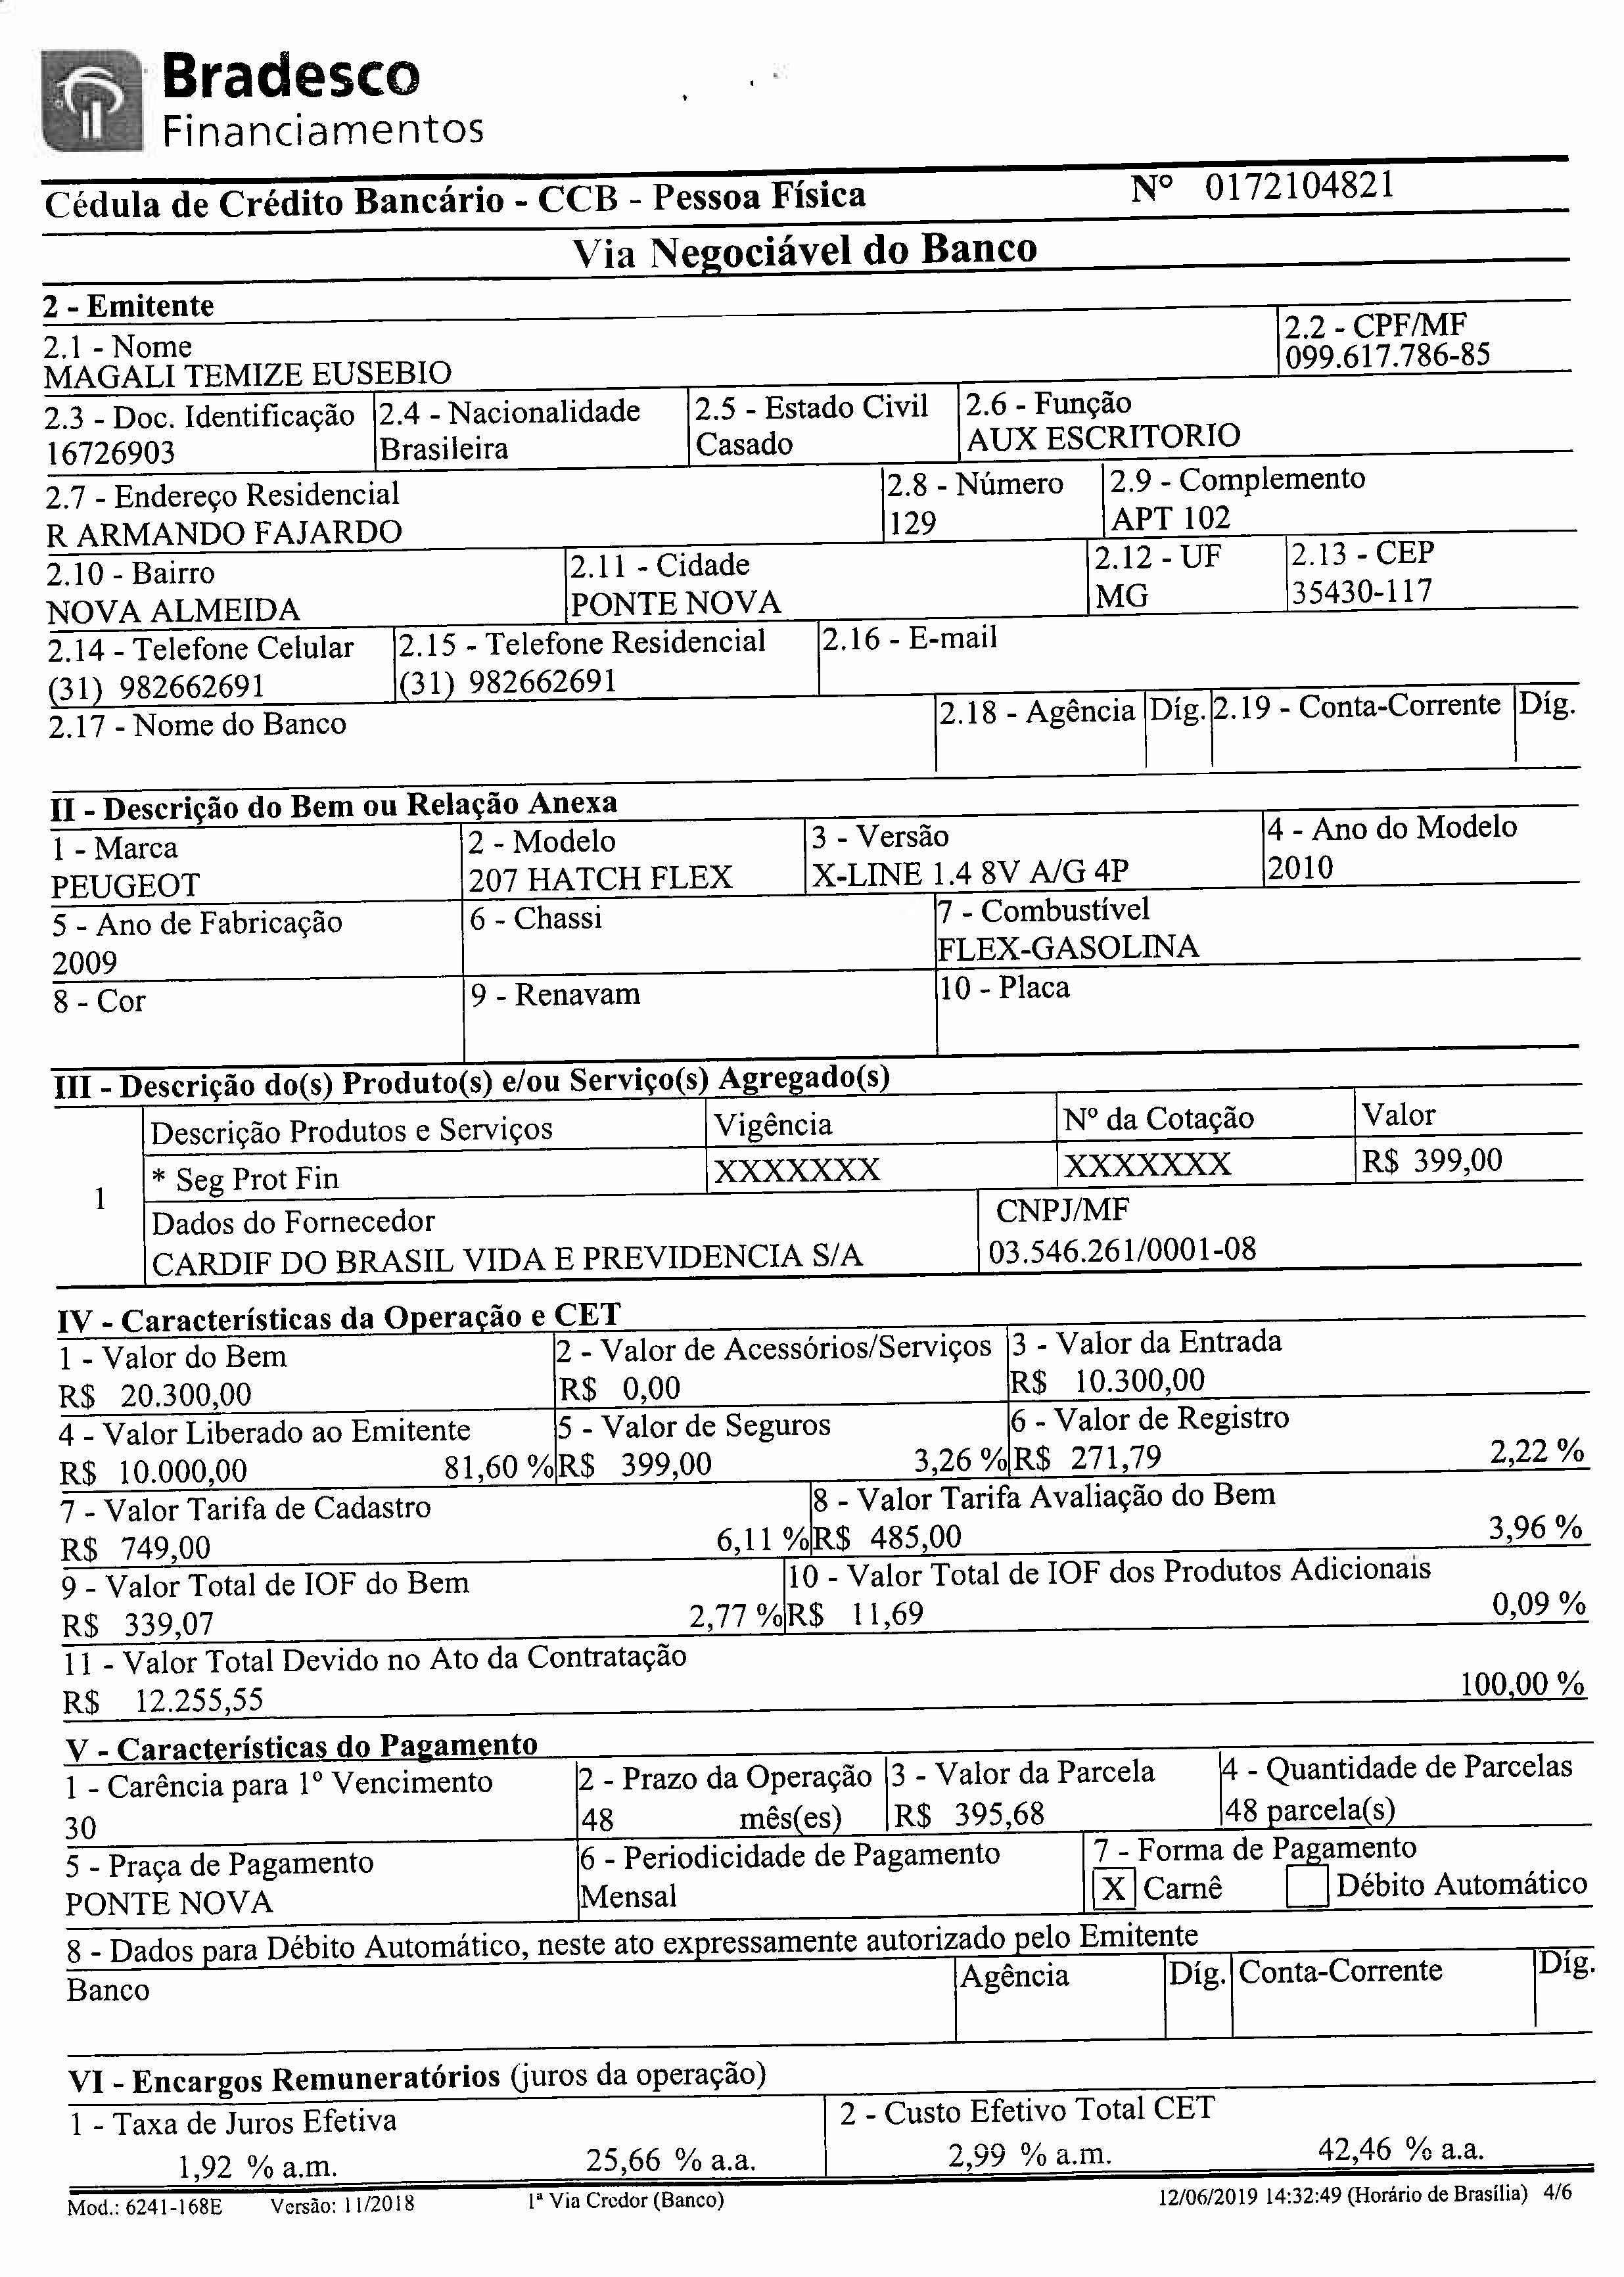 Bradesco
Financiamentos
Cédula de Crédito Bancário - CCB - Pessoa Física Nº 0172104821
Via Negociável do Banco
2 - Emitente
2.1 - Nome 2.2 - CPF/MF
MAGALI TEMIZE EUSEBIO 099.617.786-85
2.3 - Doc. Identificação 2.4 - Nacionalidade 2.5 - Estado Civil 2.6 - Função
16726903 Brasileira Casado AUX ESCRITORIO
2.7 - Endereço Residencial 2.8 - Número 2.9 - Complemento
R ARMANDO FAJARDO 129 APT 102
2.10 - Bairro 2.11 - Cidade 2.12 - UF 2.13 - CEP
NOVA ALMEIDA PONTE NOVA MG 35430-117
2.14 - Telefone Celular 2.15 - Telefone Residencial 2.16 - E-mail
(31) 982662691 (31) 982662691
2.17 - Nome do Banco 2.18 - Agência Díg. 2.19 - Conta-Corrente Díg.
II - Descrição do Bem ou Relação Anexa
1 - Marca 2 - Modelo 3 - Versão 4 - Ano do Modelo
PEUGEOT 207 HATCH FLEX X-LINE 1.4 8V A/G 4P 2010
5 - Ano de Fabricação 6 - Chassi 7 - Combustível
2009 FLEX-GASOLINA
8 - Cor 9 - Renavam 10 - Placa
III - Descrição do(s) Produto(s) e/ou Serviço(s) Agregado(s)
Descrição Produtos e Serviços Vigência Nº da Cotação Valor
* Seg Prot Fin XXXXXXX XXXXXXX R$ 399,00
1
Dados do Fornecedor CNPJ/MF
CARDIF DO BRASIL VIDA E PREVIDENCIA S/A 03.546.261/0001-08
IV - Características da Operação e CET
1 - Valor do Bem 2 - Valor de Acessórios/Serviços 3 - Valor da Entrada
R$ 20.300,00 R$ 0,00 R$ 10.300,00
4 - Valor Liberado ao Emitente 5 - Valor de Seguros 6 - Valor de Registro
R$ 10.000,00 81,60 % R$ 399,00 3,26 % R$ 271,79 2,22 %
7 - Valor Tarifa de Cadastro 8 - Valor Tarifa Avaliação do Bem
R$ 749,00 6,11 % R$ 485,00 3,96 %
9 - Valor Total de IOF do Bem 10 - Valor Total de IOF dos Produtos Adicionais
R$ 339,07 2,77 % R$ 11,69 0,09 %
11 - Valor Total Devido no Ato da Contratação
R$ 12.255,55 100,00 %
V - Características do Pagamento
1 - Carência para 1º Vencimento 2 - Prazo da Operação 3 - Valor da Parcela 4 - Quantidade de Parcelas
30 48 mês(es) R$ 395,68 48 parcela(s)
5 - Praça de Pagamento 6 - Periodicidade de Pagamento 7 - Forma de Pagamento
PONTE NOVA Mensal X Carnê Débito Automático
8 - Dados para Débito Automático, neste ato expressamente autorizado pelo Emitente
Banco Agência Díg. Conta-Corrente Díg.
VI - Encargos Remuneratórios (juros da operação)
1 - Taxa de Juros Efetiva 2 - Custo Efetivo Total CET
1,92 % a.m. 25,66 % a.a. 2,99 % a.m. 42,46 % a.a.
Mod.: 6241-168E Versão: 11/2018 1ª Via Credor (Banco) 12/06/2019 14:32:49 (Horário de Brasília) 4/6